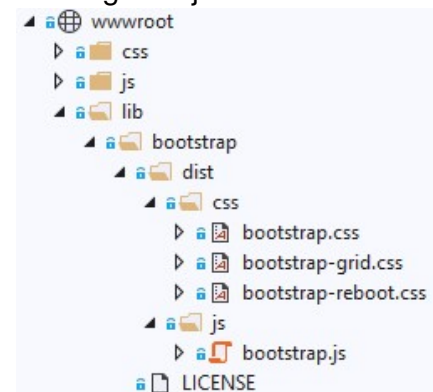 wwwroot
css
js
lib
bootstrap
dist
css
bootstrap.css
bootstrap-grid.css
bootstrap-reboot.css
js
bootstrap.js
LICENSE